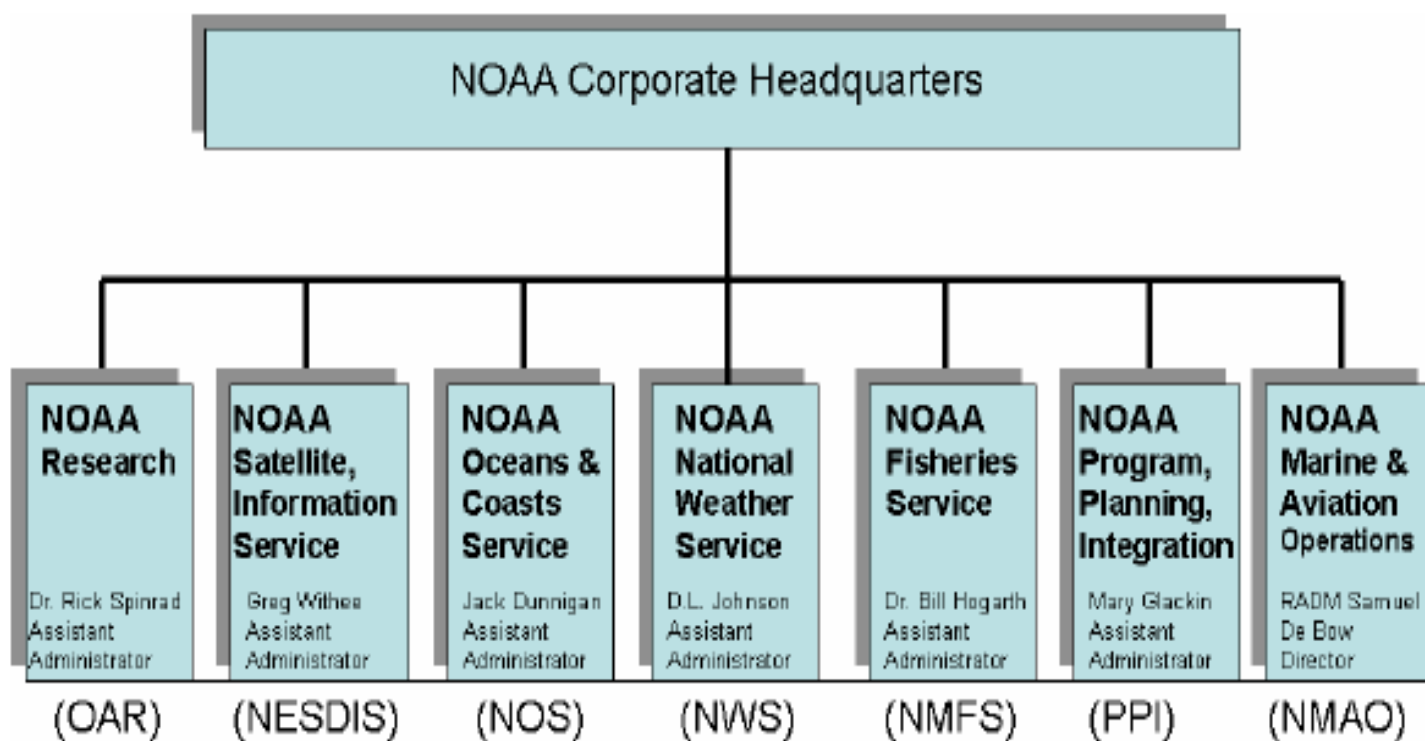 NOAA Corporate Headquarters
NOAA
Research
Dr. Rick Spinrad
Assistant
Administrator
(OAR)
NOAA
Satellite,
Information
Service
Greg Withee
Assistant
Administrator
(NESDIS)
NOAA
Oceans &
Coasts
Service
Jack Dunnigan
Assistant
Administrator
(NOS)
NOAA
National
Weather
Service
D.L. Johnson
Assistant
Administrator
(NWS)
NOAA
Fisheries
Service
Dr. Bill Hogarth
Assistant
Administrator
(NMFS)
NOAA
Program,
Planning,
Integration
Mary Glackin
Assistant
Administrator
(PPI)
NOAA
Marine &
Aviation
Operations
RADM Samuel
De Bow
Director
(NMAO)